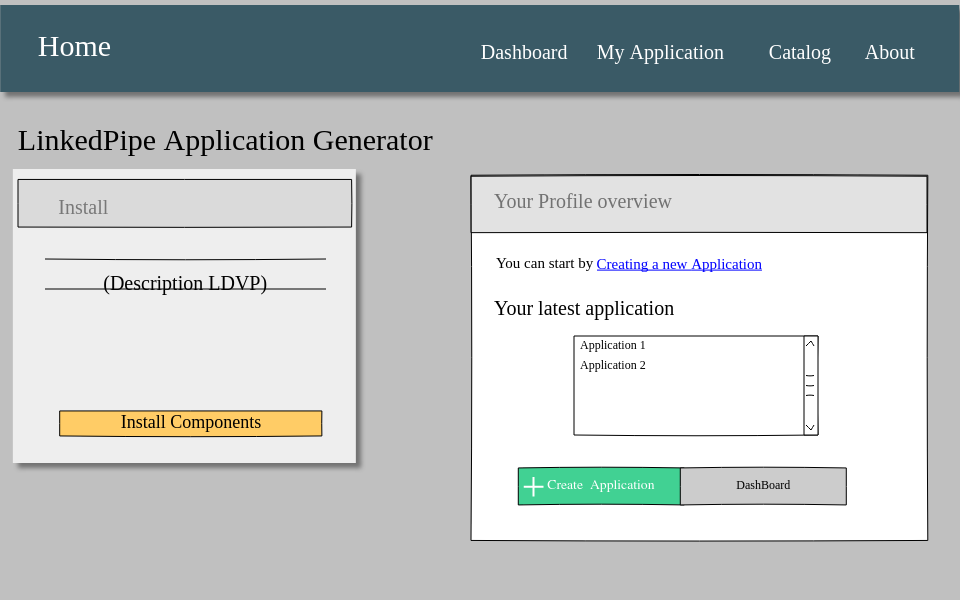 Home
Dashboard My Application Catalog About
LinkedPipe Application Generator
Install
(Description LDVP)
Install Components
Your Profile overview
You can start by Creating a new Application
Your latest application
Application 1
Application 2
Create Application
DashBoard